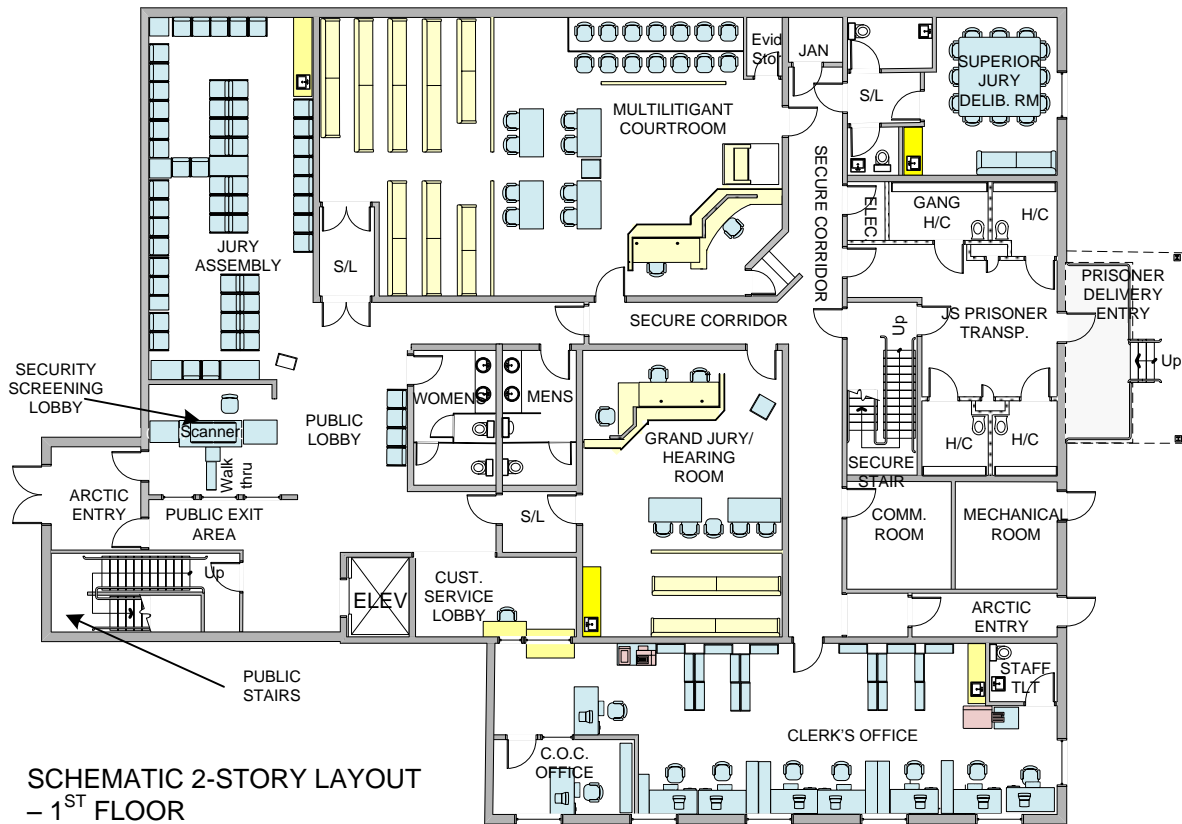 Evid
Stor
JAN
SUPERIOR
JURY
DELIB. RM
S/L
MULTILITIGANT
COURTROOM
SECURE CORRIDOR
ELEC
GANG
H/C
H/C
JURY
ASSEMBLY
S/L
PRISONER
DELIVERY
ENTRY
SECURE CORRIDOR
JS PRISONER
TRANSP.
Up
Up
SECURITY
SCREENING
LOBBY
WOMENS
MENS
PUBLIC
LOBBY
Scanner
GRAND JURY/
HEARING
ROOM
H/C
H/C
Walk
thru
SECURE
STAIR
ARCTIC
ENTRY
PUBLIC EXIT
AREA
S/L
COMM.
ROOM
MECHANICAL
ROOM
Up
ELEV
CUST.
SERVICE
LOBBY
ARCTIC
ENTRY
PUBLIC
STAIRS
STAFF
TLT
CLERK'S OFFICE
C.O.C.
OFFICE
SCHEMATIC 2-STORY LAYOUT
– 1ST FLOOR